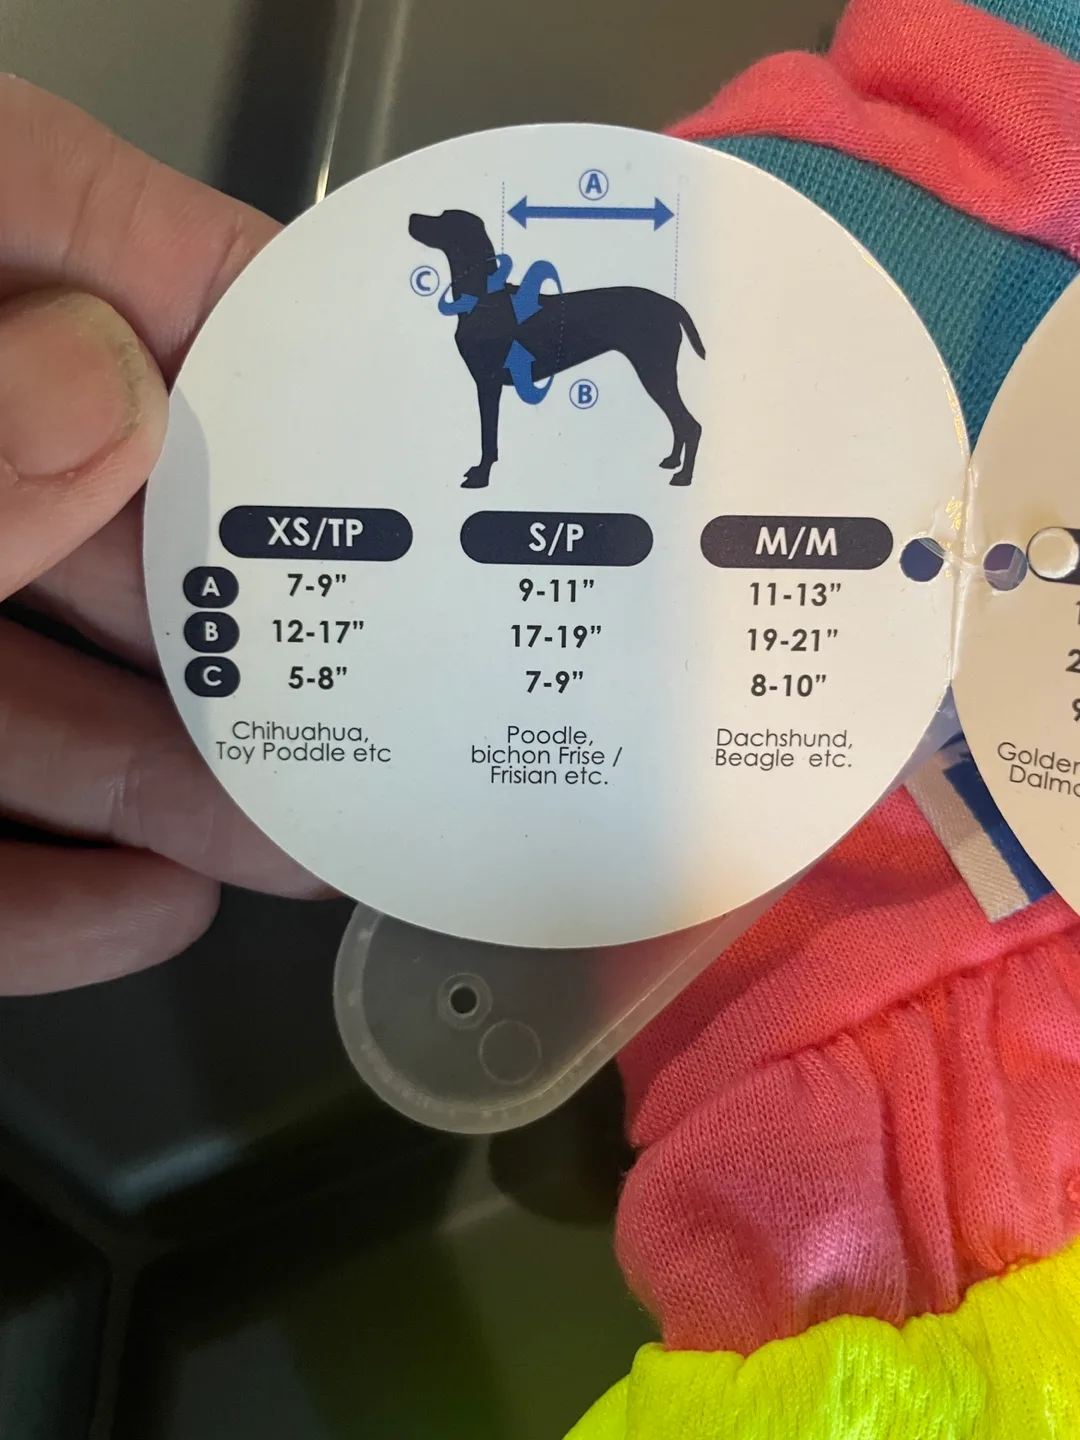 A
C
B
XS/TP S/P M/M
A 7-9" 9-11" 11-13"
B 12-17" 17-19" 19-21"
C 5-8" 7-9" 8-10"
Chihuahua,
Toy Poddle etc
Poodle,
bichon Frise /
Frisian etc.
Dachshund,
Beagle etc.